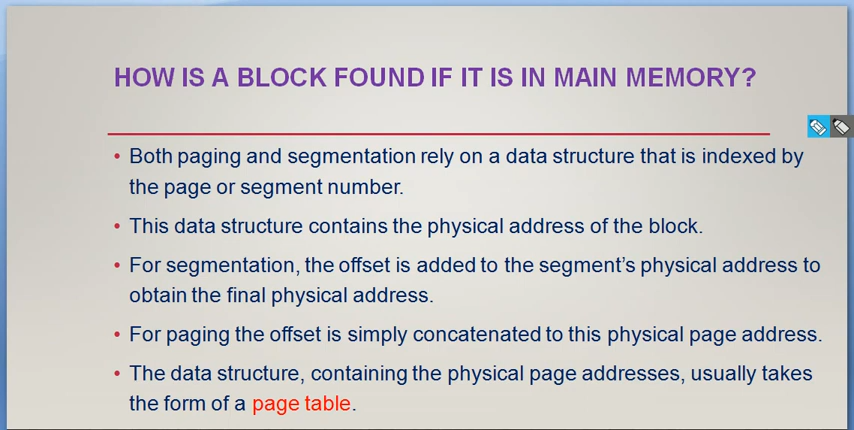 HOW IS A BLOCK FOUND IF IT IS IN MAIN MEMORY?
• Both paging and segmentation rely on a data structure that is indexed by
the page or segment number.
• This data structure contains the physical address of the block.
• For segmentation, the offset is added to the segment’s physical address to
obtain the final physical address.
• For paging the offset is simply concatenated to this physical page address.
• The data structure, containing the physical page addresses, usually takes
the form of a page table.